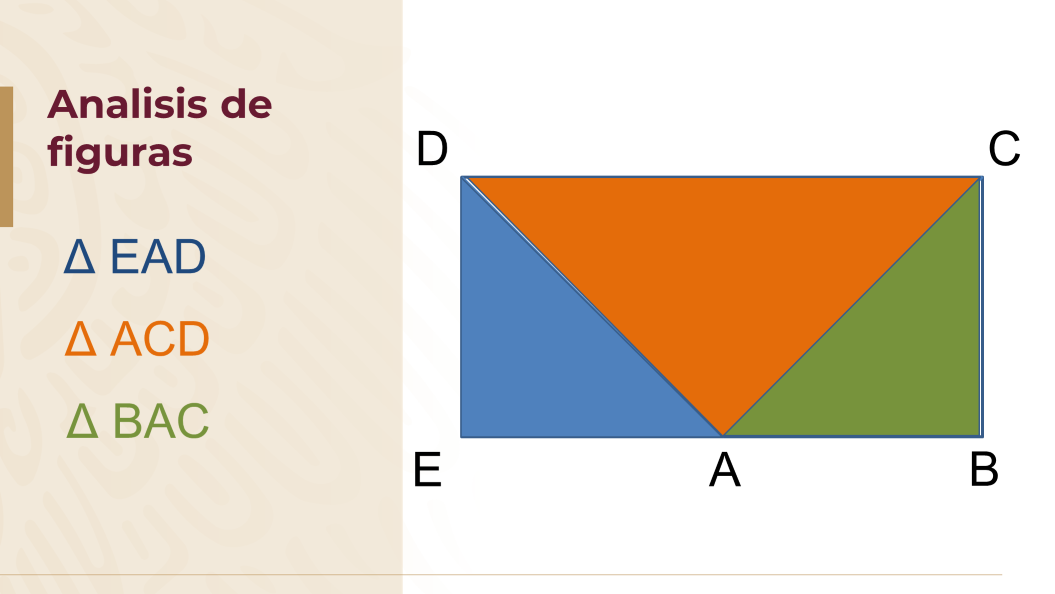 Analisis de
figuras
Δ EAD
Δ ACD
Δ BAC
D
C
E
A
B